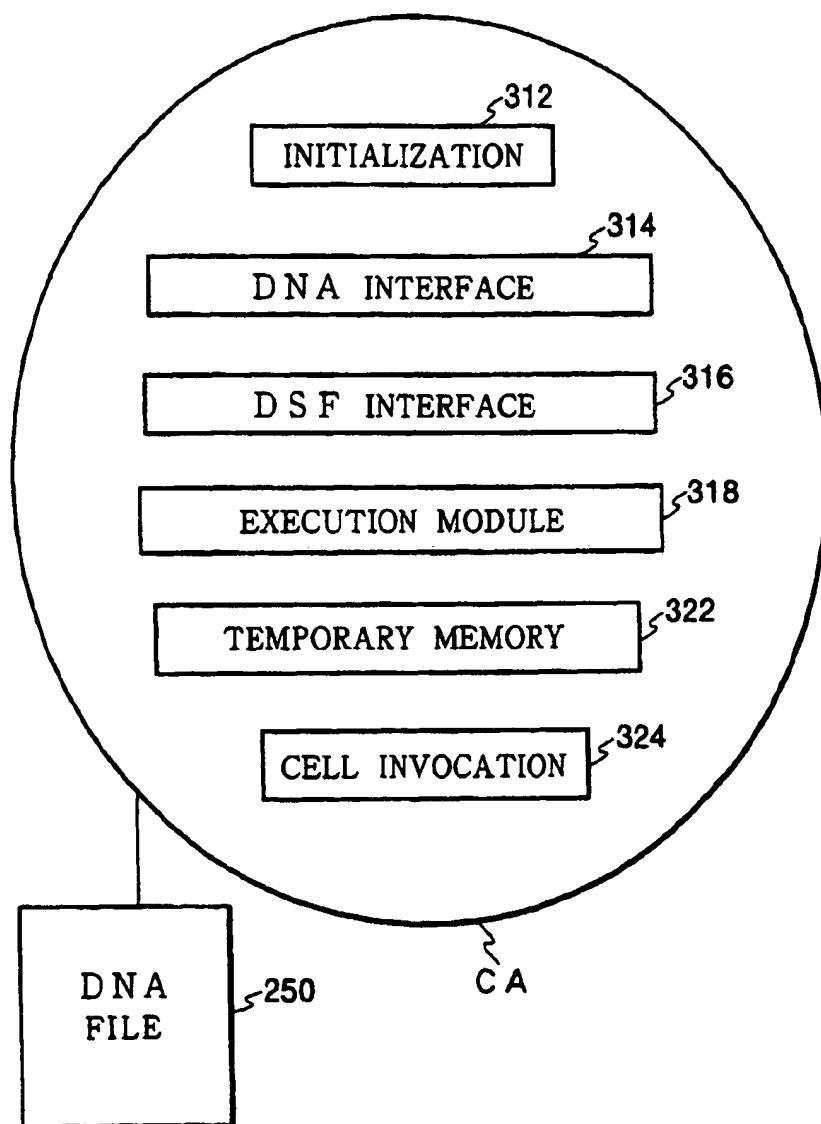 312
INITIALIZATION
314
DNA INTERFACE
316
DSF INTERFACE
318
EXECUTION MODULE
322
TEMPORARY MEMORY
324
CELL INVOCATION
CA
DNA
FILE
250